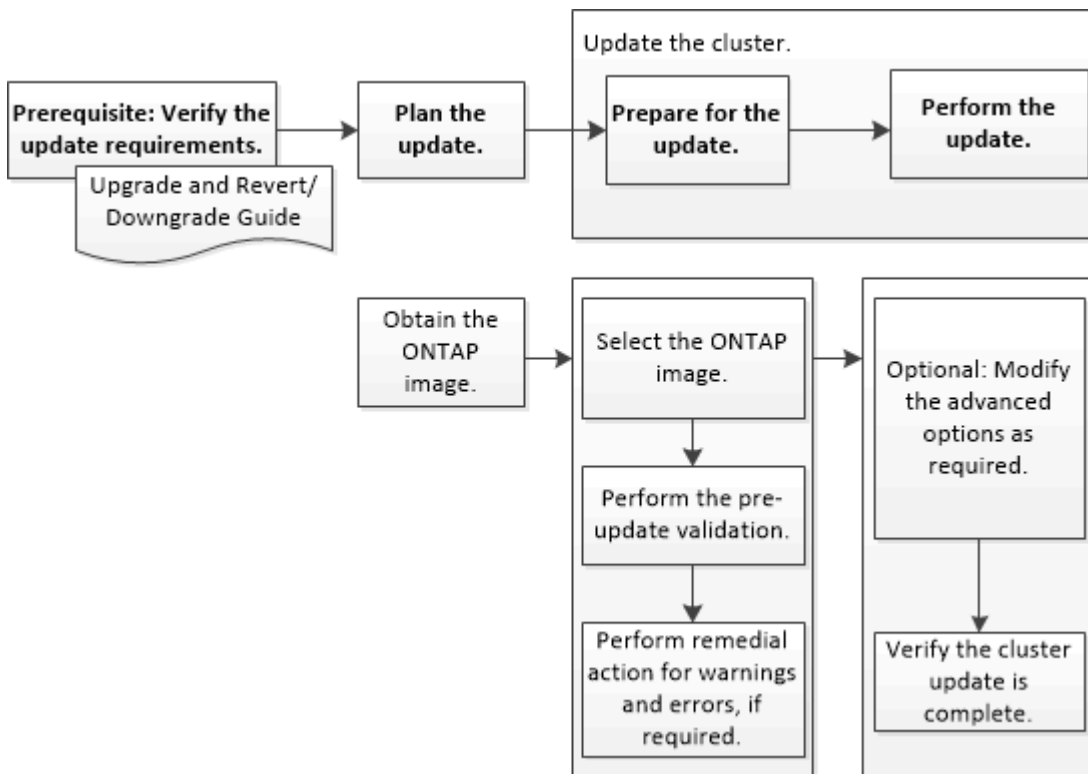 Update the cluster.
Prerequisite: Verify the
update requirements.
Upgrade and Revert/
Downgrade Guide
Plan the
update.
Prepare for the
update.
Perform the
update.
Obtain the
ONTAP
image.
Select the ONTAP
image.
Perform the pre-
update validation.
Perform remedial
action for warnings
and errors, if
required.
Optional: Modify
the advanced
options as
required.
Verify the cluster
update is
complete.